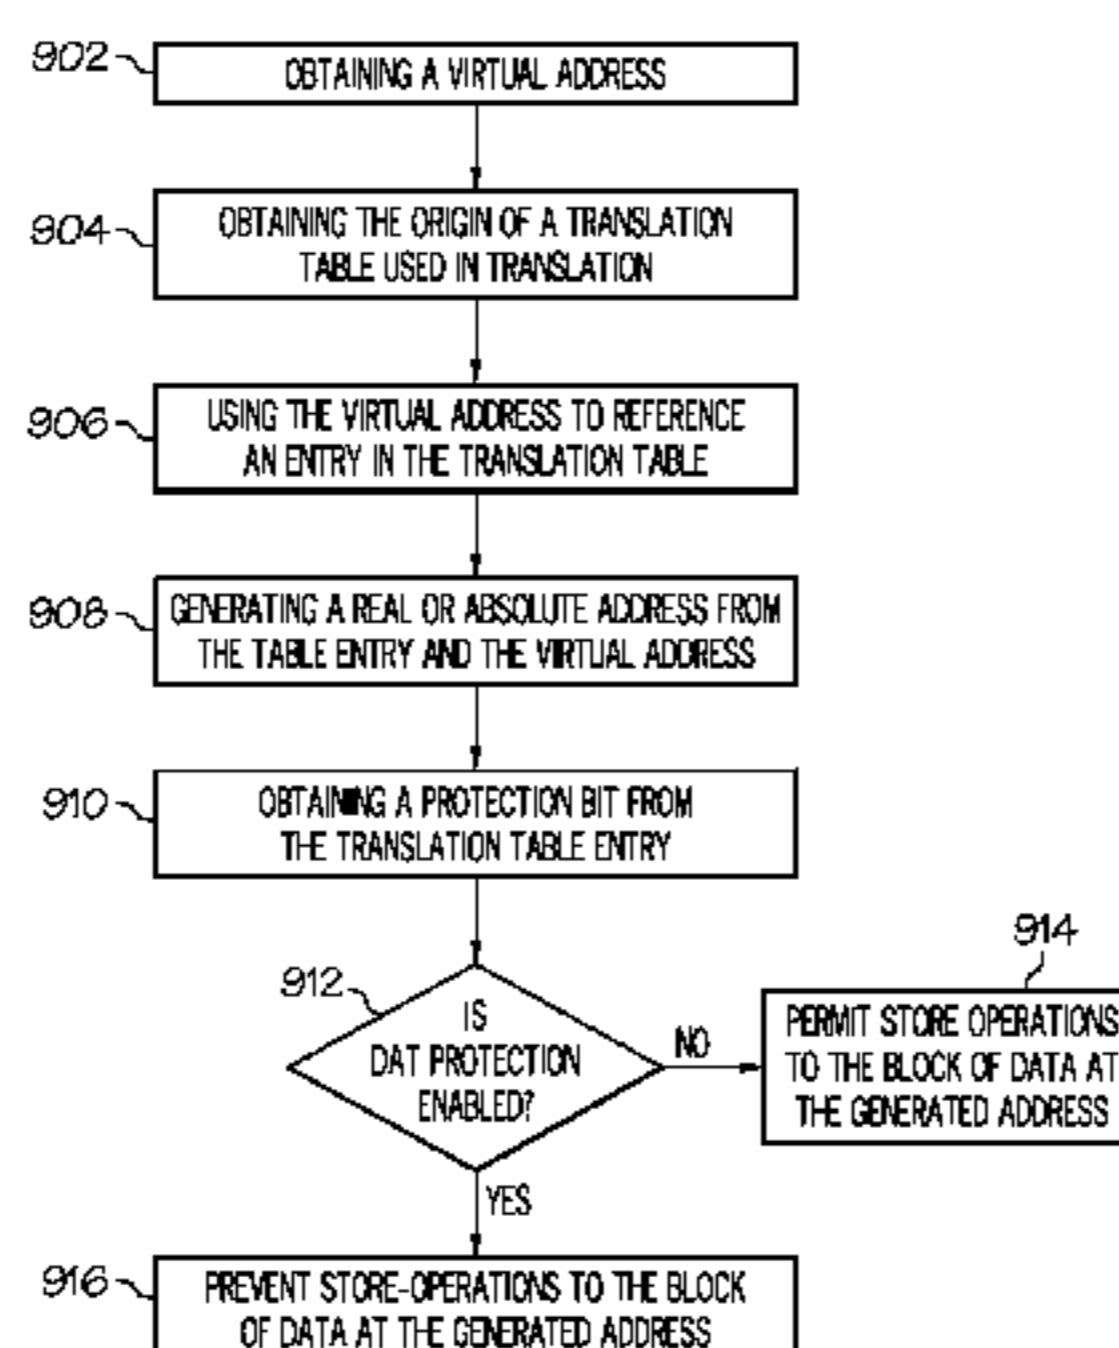 902
OBTAINING A VIRTUAL ADDRESS
904
OBTAINING THE ORIGIN OF A TRANSLATION
TABLE USED IN TRANSLATION
906
USING THE VIRTUAL ADDRESS TO REFERENCE
AN ENTRY IN THE TRANSLATION TABLE
908
GENERATING A REAL OR ABSOLUTE ADDRESS FROM
THE TABLE ENTRY AND THE VIRTUAL ADDRESS
910
OBTAINING A PROTECTION BIT FROM
THE TRANSLATION TABLE ENTRY
912
IS
DAT PROTECTION
ENABLED?
NO
914
PERMIT STORE OPERATIONS
TO THE BLOCK OF DATA AT
THE GENERATED ADDRESS
YES
916
PREVENT STORE-OPERATIONS TO THE BLOCK
OF DATA AT THE GENERATED ADDRESS